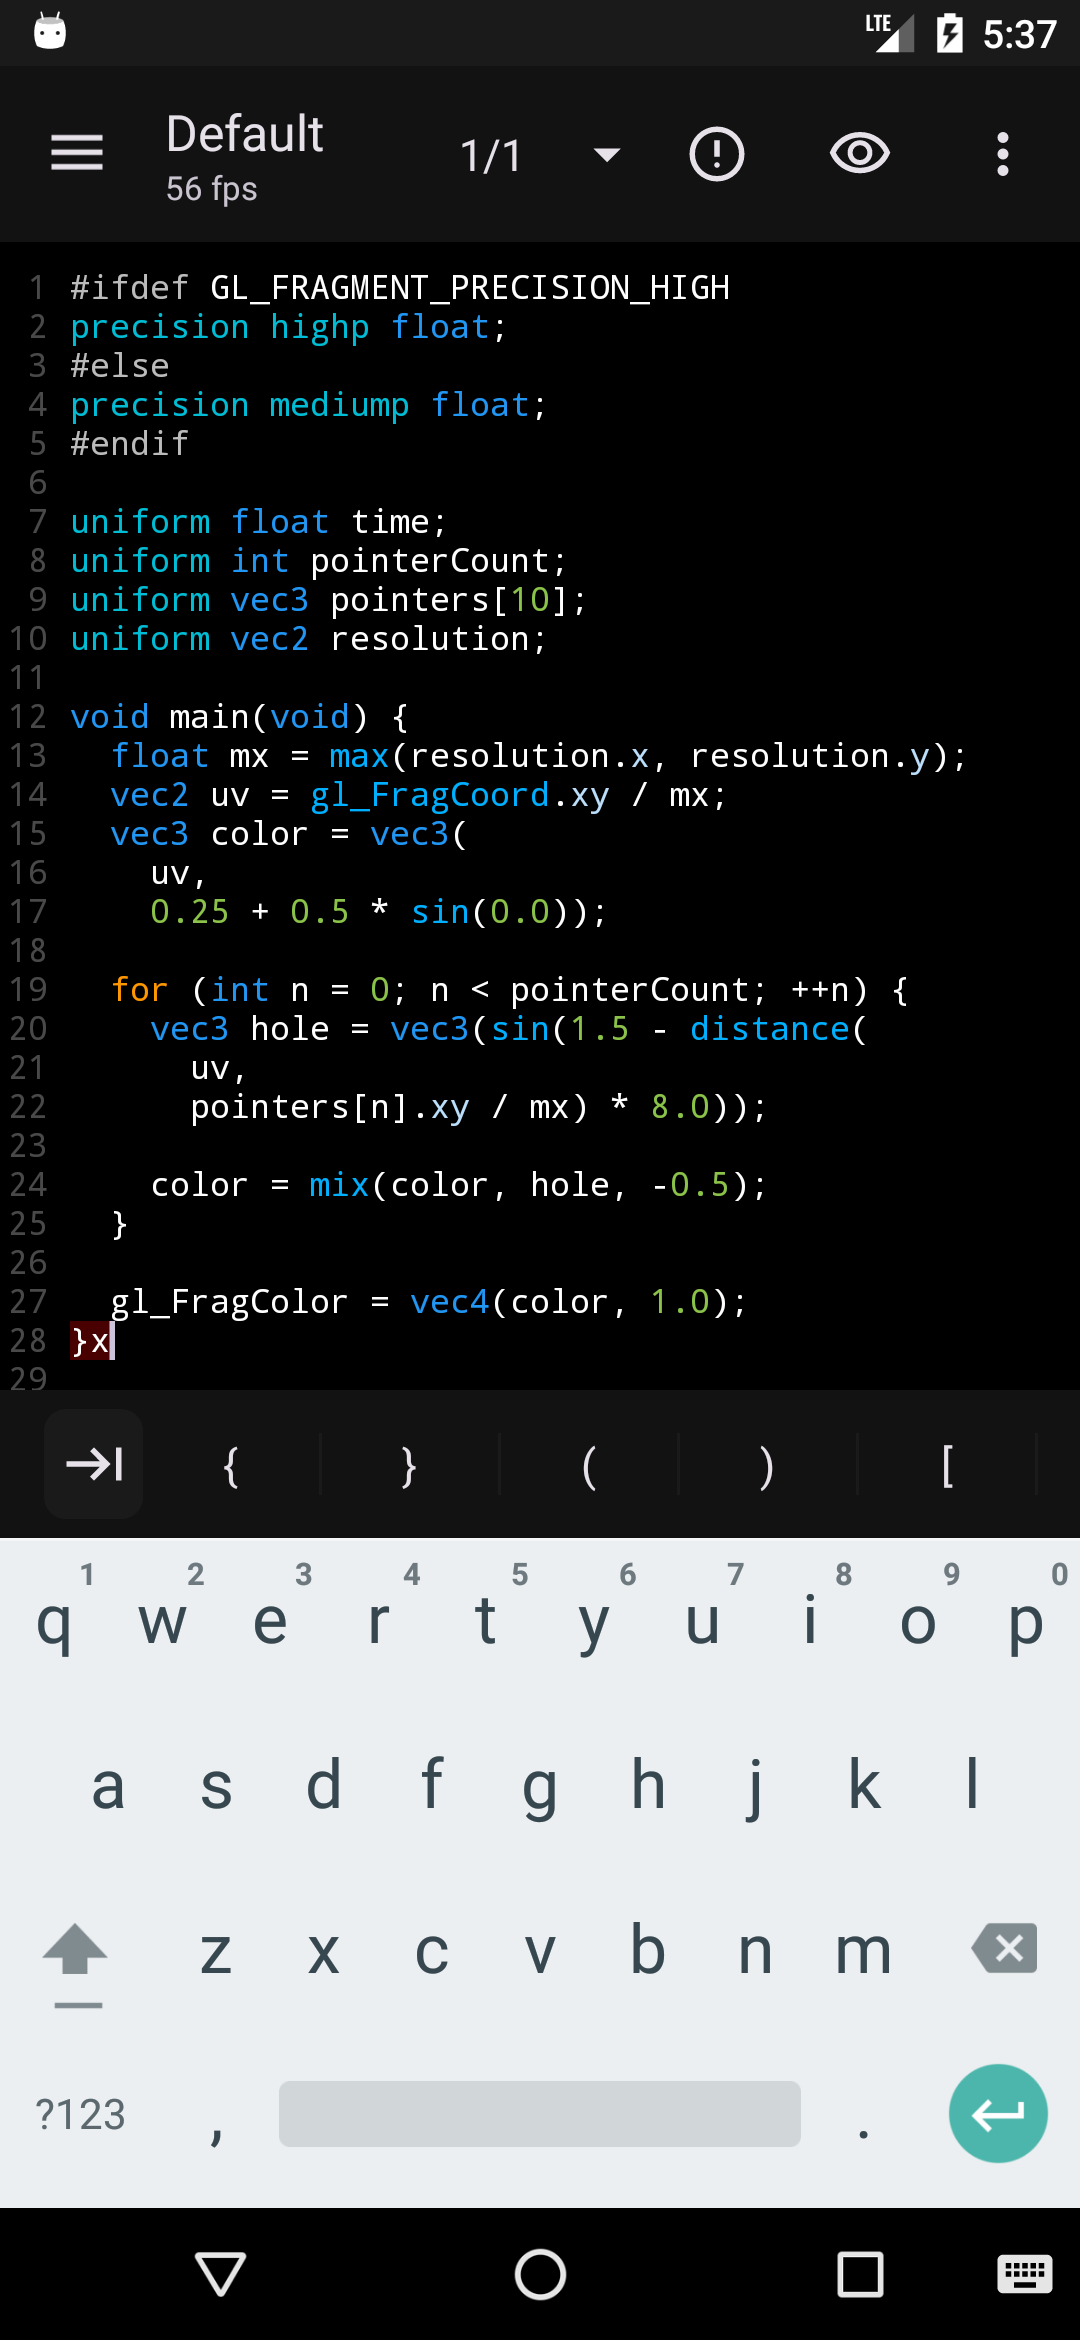 LTE 5:37
Default 1/1
56 fps
1 #ifdef GL_FRAGMENT_PRECISION_HIGH
2 precision highp float;
3 #else
4 precision mediump float;
5 #endif
6
7 uniform float time;
8 uniform int pointerCount;
9 uniform vec3 pointers[10];
10 uniform vec2 resolution;
11
12 void main(void) {
13   float mx = max(resolution.x, resolution.y);
14   vec2 uv = gl_FragCoord.xy / mx;
15   vec3 color = vec3(
16     uv,
17     0.25 + 0.5 * sin(0.0));
18
19   for (int n = 0; n < pointerCount; ++n) {
20     vec3 hole = vec3(sin(1.5 - distance(
21       uv,
22       pointers[n].xy / mx) * 8.0));
23
24     color = mix(color, hole, -0.5);
25   }
26
27   gl_FragColor = vec4(color, 1.0);
28 }x
29
{ } ( ) [
1 2 3 4 5 6 7 8 9 0
q w e r t y u i o p
a s d f g h j k l
z x c v b n m
?123 , .